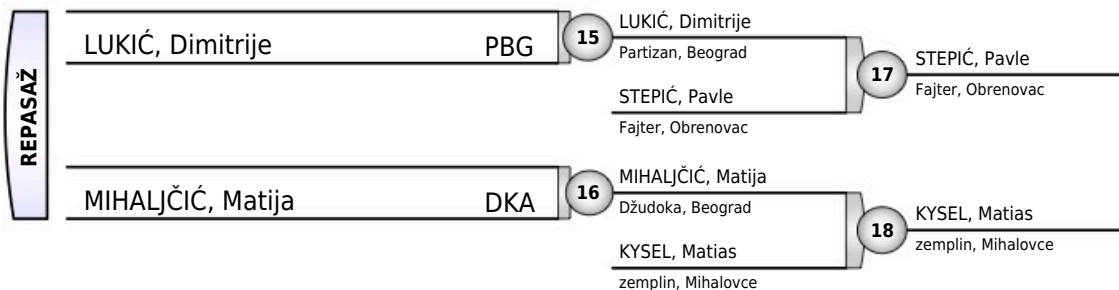 REPASAŽ
LUKIĆ, Dimitrije PBG
15
LUKIĆ, Dimitrije
Partizan, Beograd
STEPIĆ, Pavle
Fajter, Obrenovac
17
STEPIĆ, Pavle
Fajter, Obrenovac
MIHALJČIĆ, Matija DKA
16
MIHALJČIĆ, Matija
Džudoka, Beograd
KYSEL, Matias
zemplin, Mihalovce
18
KYSEL, Matias
zemplin, Mihalovce